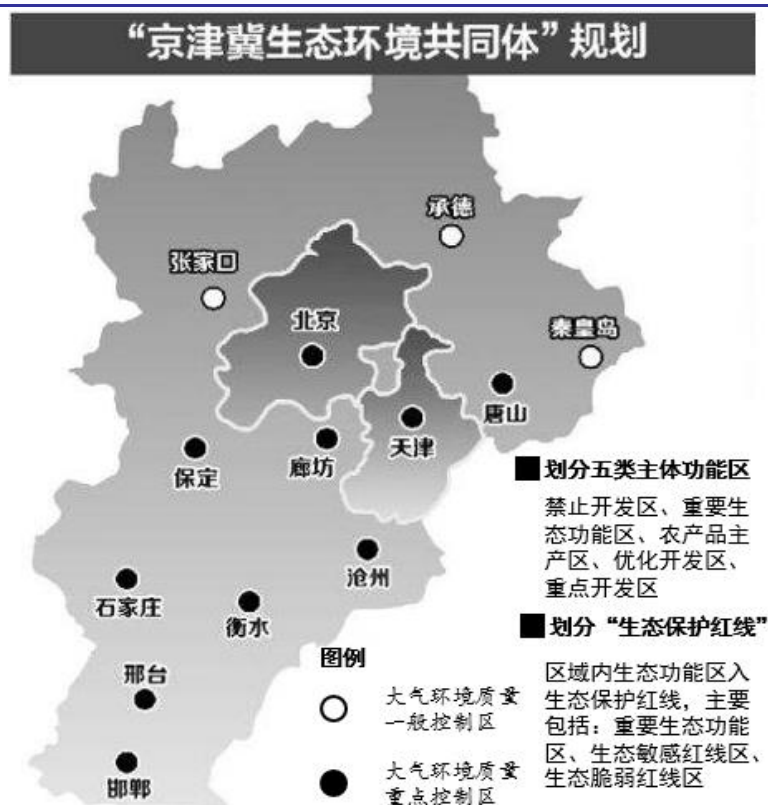 “京津冀生态环境共同体”规划
承德
张家口
北京
秦皇岛
唐山
天津
保定
廊坊
■划分五类主体功能区
禁止开发区、重要生
态功能区、农产品主
产区、优化开发区、
重点开发区
沧州
石家庄
衡水
■划分“生态保护红线”
区域内生态功能区入
生态保护红线，主要
包括：重要生态功能
区、生态敏感红线区、
生态脆弱红线区
图例
大气环境质量
一般控制区
大气环境质量
重点控制区
邢台
邯郸